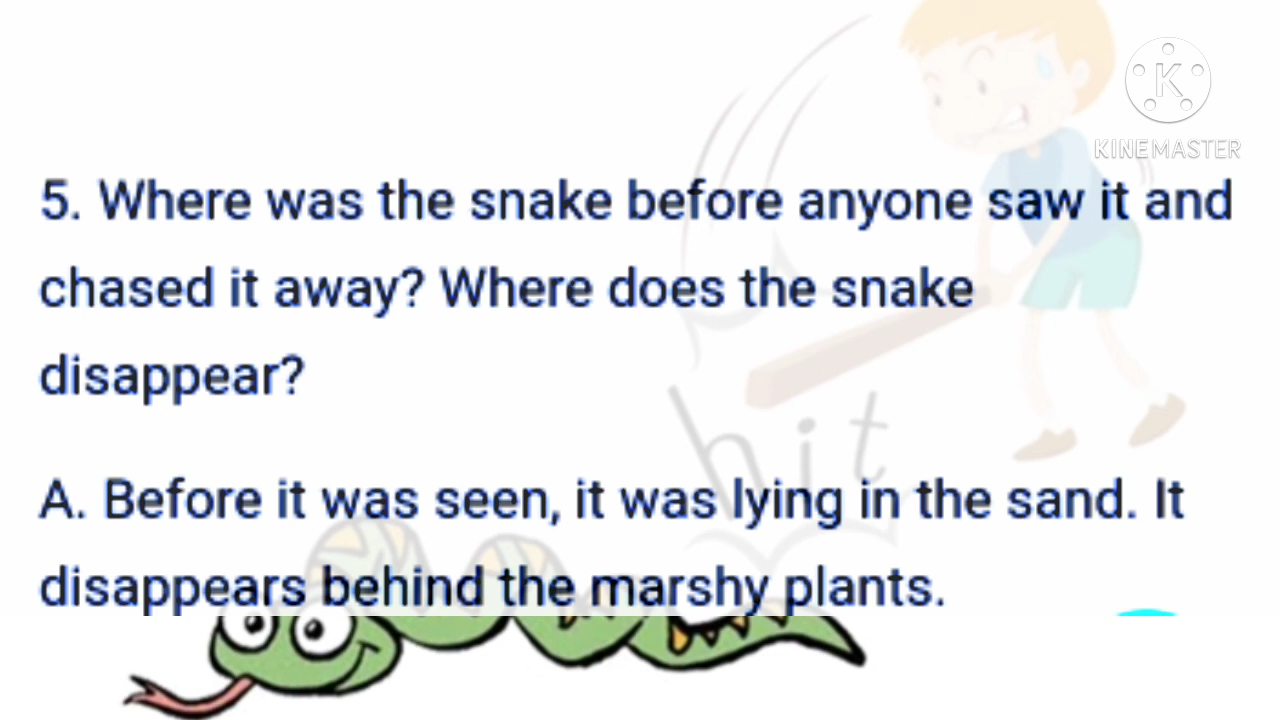 KINEMASTER
5. Where was the snake before anyone saw it and
chased it away? Where does the snake
disappear?
hit
A. Before it was seen, it was lying in the sand. It
disappears behind the marshy plants.